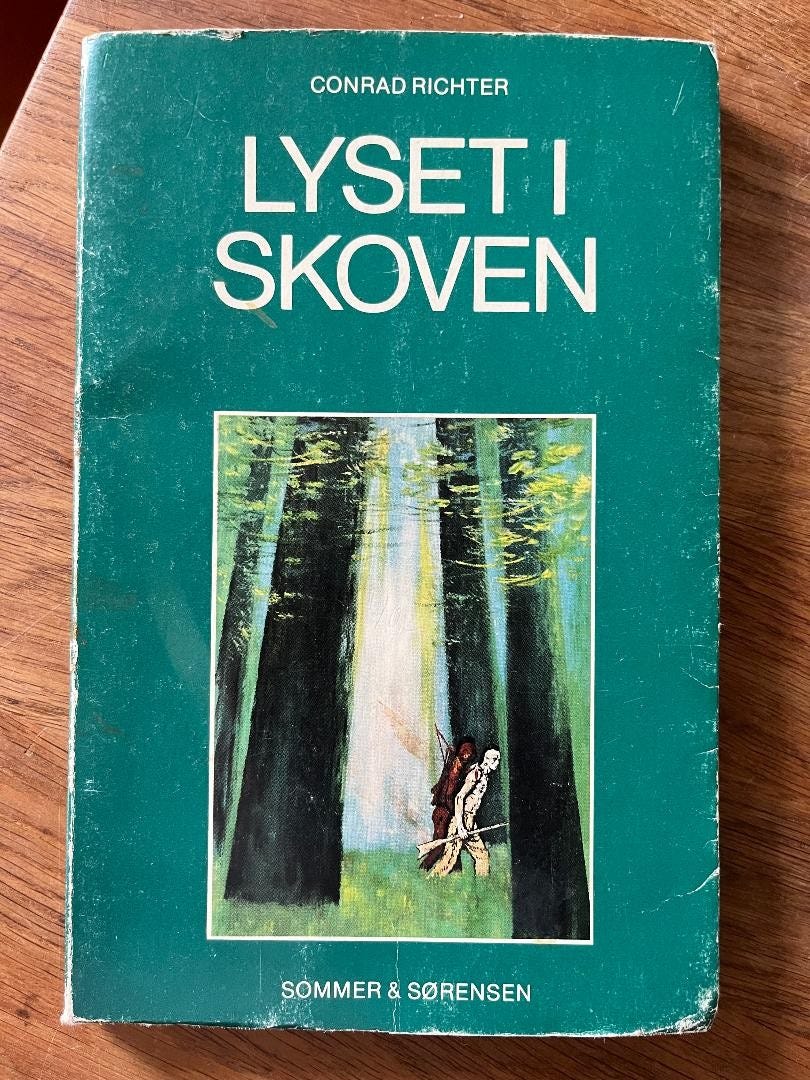 CONRAD RICHTER
LYSET I
SKOVEN
SOMMER & SØRENSEN